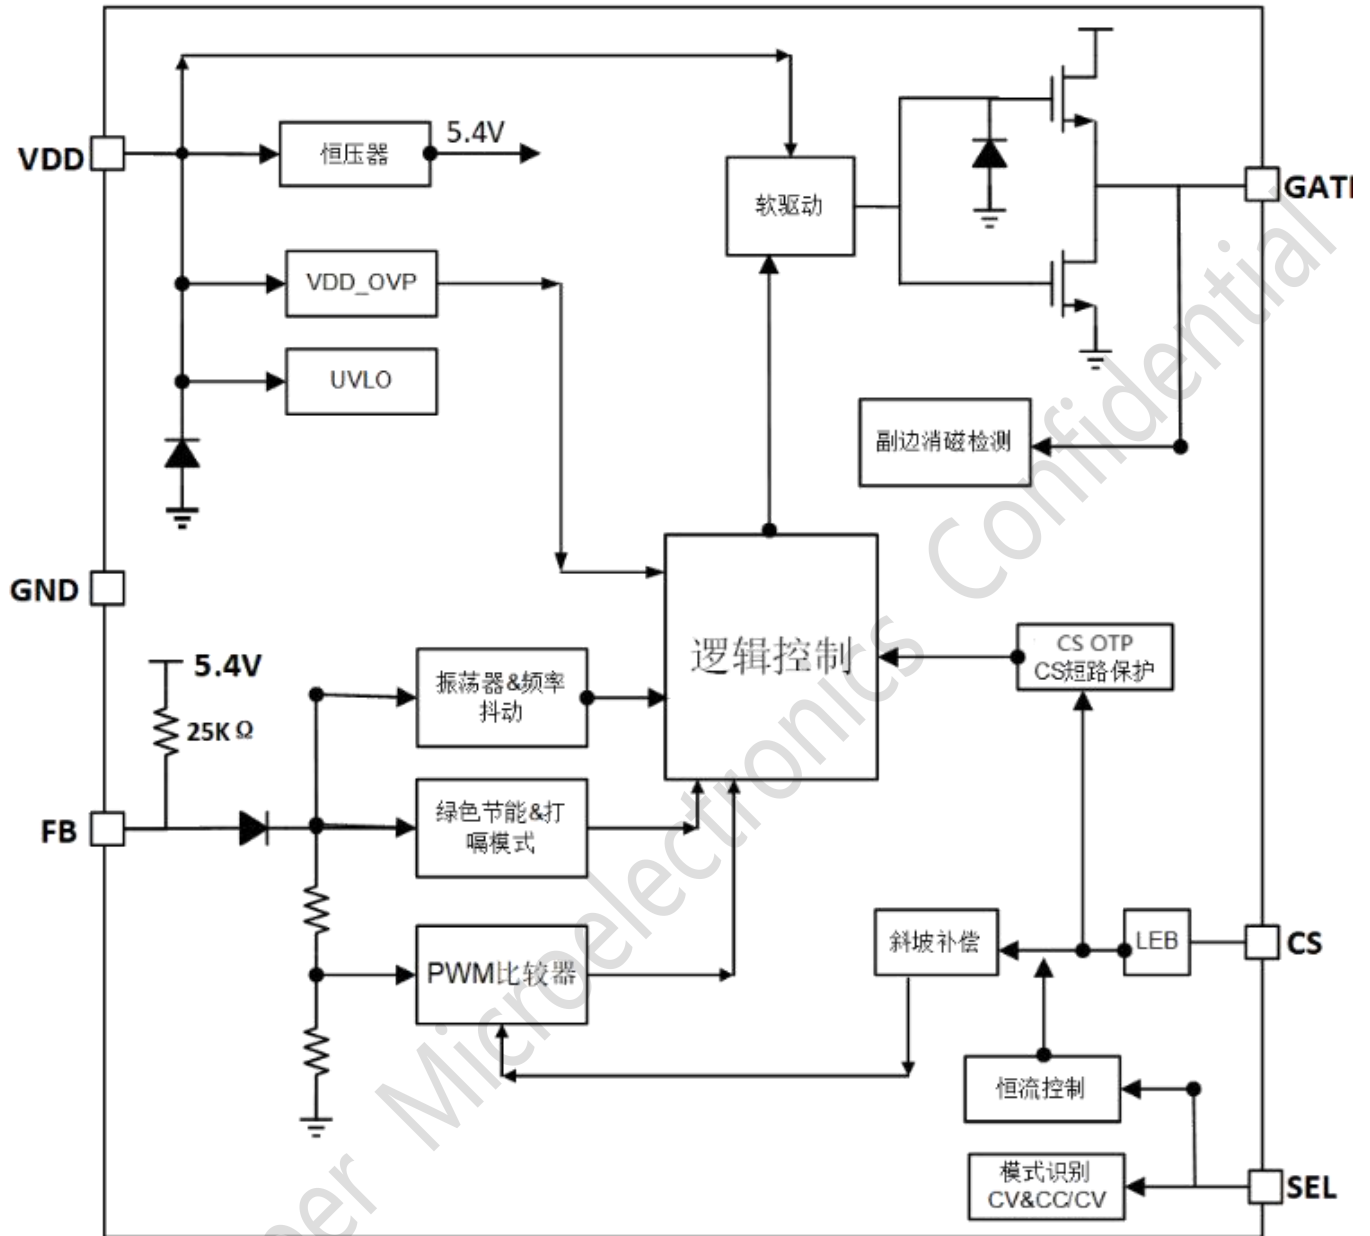 VDD
恒压器
5.4V
软驱动
GATE
VDD_OVP
UVLO
副边消磁检测
GND
逻辑控制
CS OTP
CS短路保护
5.4V
25K Ω
振荡器&频率
抖动
FB
绿色节能&打
嗝模式
斜坡补偿
LEB
CS
PWM比较器
恒流控制
模式识别
CV&CC/CV
SEL
per Microelectronics Confidential